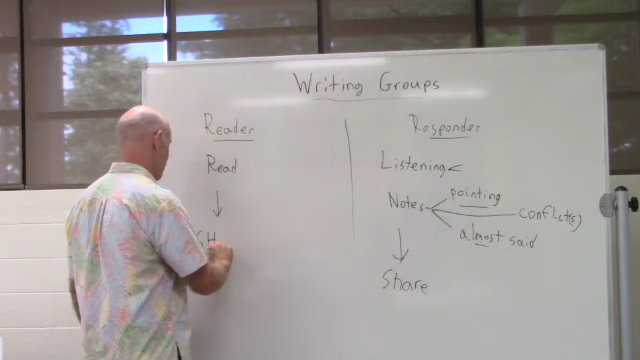 Writing Groups
Reader
Read
Responder
Listening
Notes
pointing
conflict(s)
almost said
Share